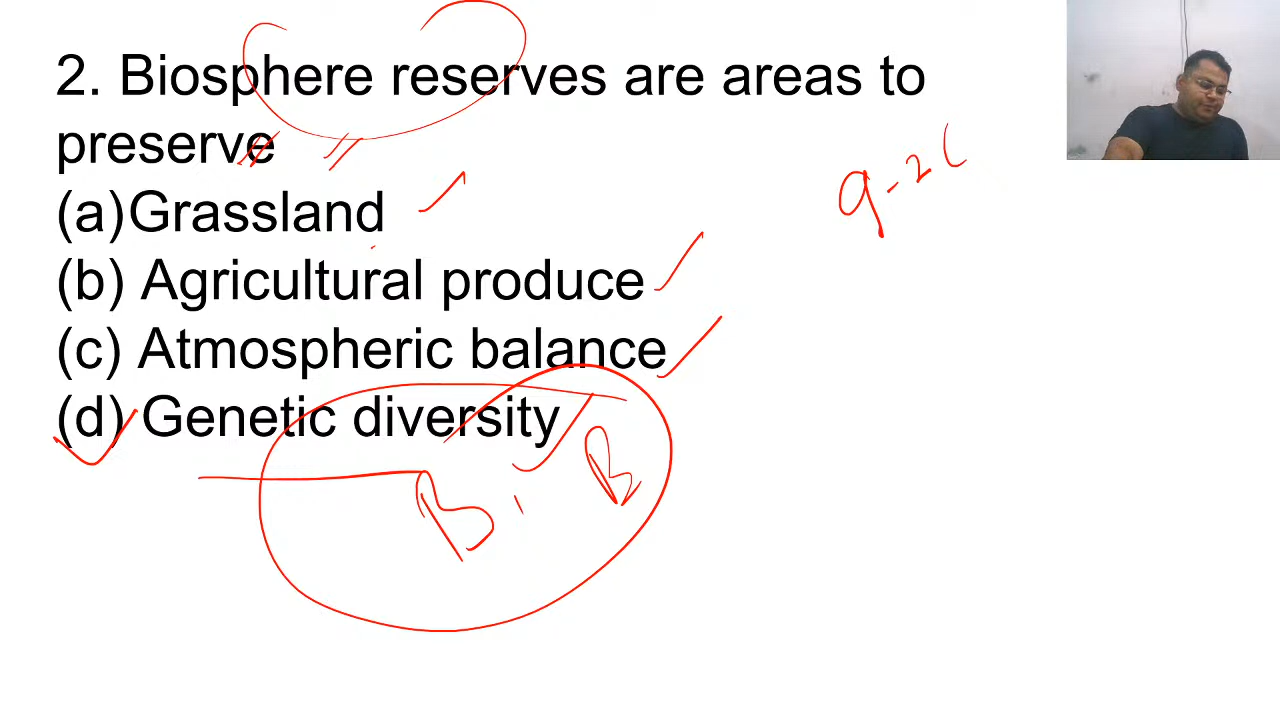 2. Biosphere reserves are areas to
preserve
(a)Grassland
(b) Agricultural produce
(c) Atmospheric balance
(d) Genetic diversity